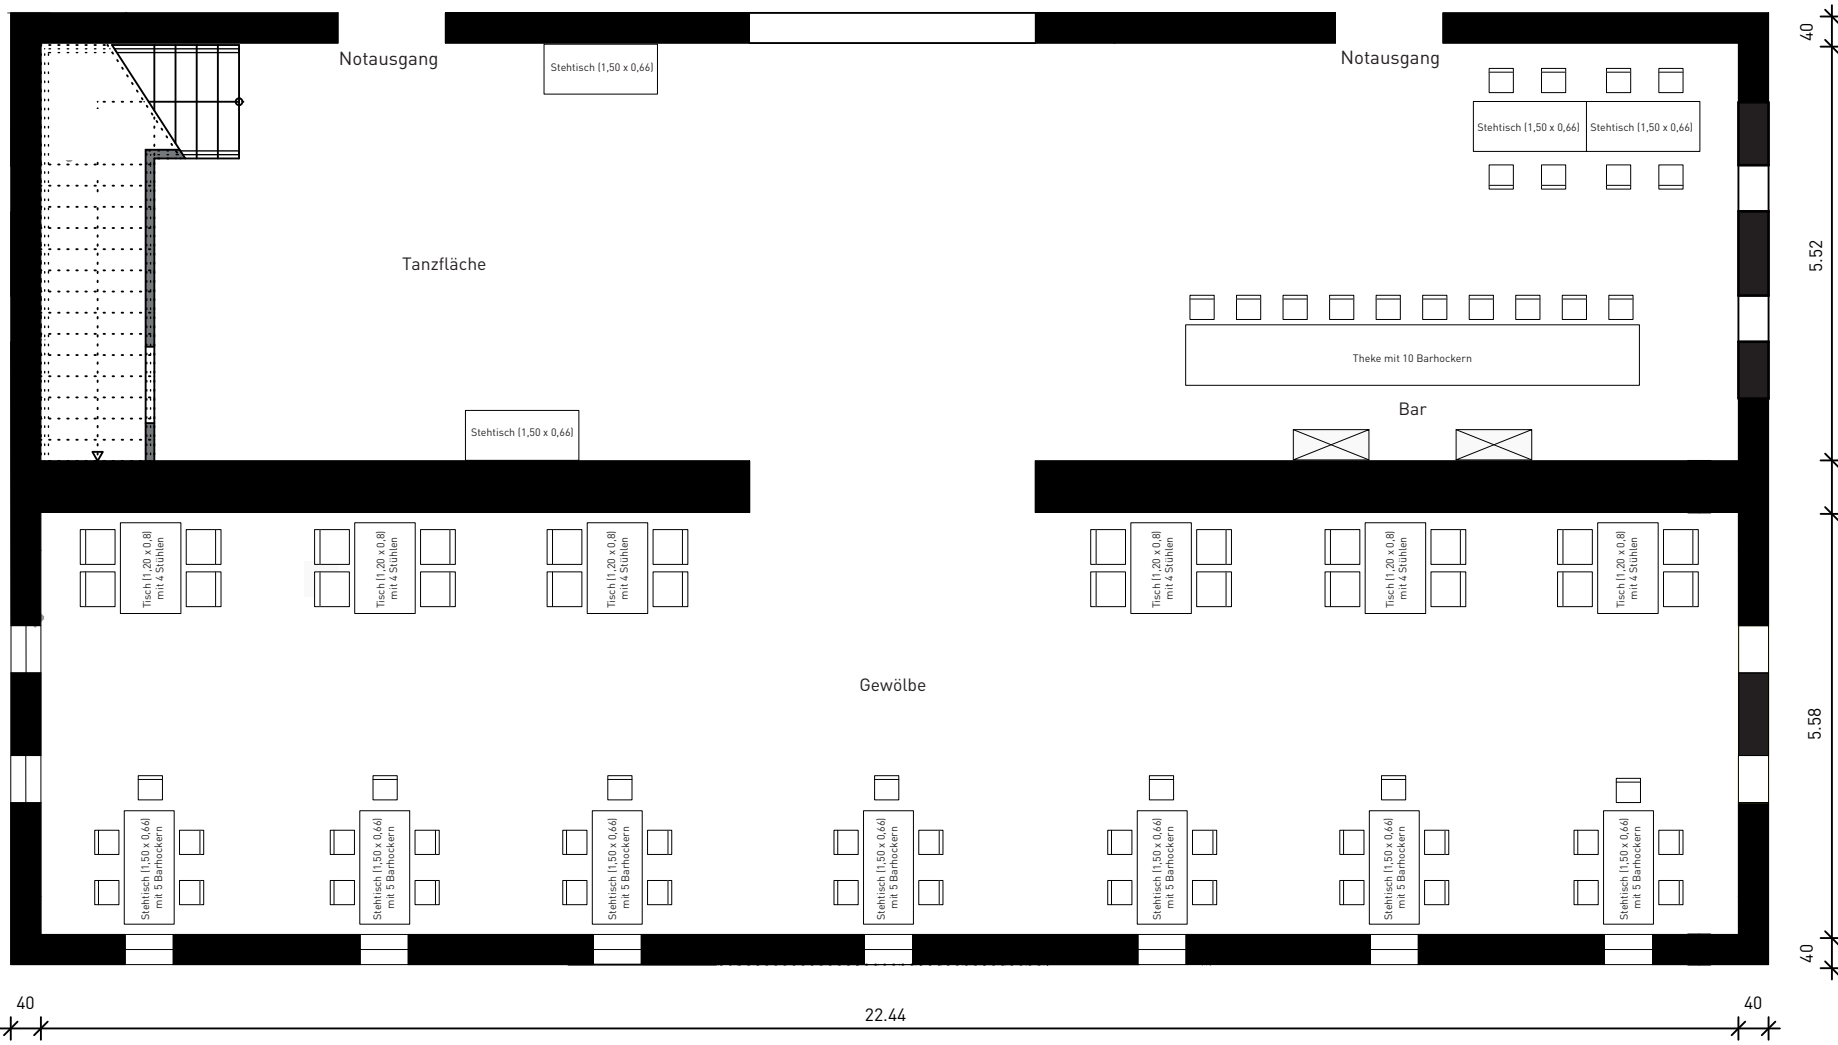 40
Notausgang
Notausgang
Stehtisch (1,50 x 0,66)
Stehtisch (1,50 x 0,66)
Stehtisch (1,50 x 0,66)
5.52
Tanzfläche
Theke mit 10 Barhockern
Bar
Stehtisch (1,50 x 0,66)
Tisch (1,20 x 0,8)
mit 4 Stühlen
Tisch (1,20 x 0,8)
mit 4 Stühlen
Tisch (1,20 x 0,8)
mit 4 Stühlen
Tisch (1,20 x 0,8)
mit 4 Stühlen
Tisch (1,20 x 0,8)
mit 4 Stühlen
Tisch (1,20 x 0,8)
mit 4 Stühlen
Gewölbe
5.58
Stehtisch (1,50 x 0,66)
mit 5 Barhockern
Stehtisch (1,50 x 0,66)
mit 5 Barhockern
Stehtisch (1,50 x 0,66)
mit 5 Barhockern
Stehtisch (1,50 x 0,66)
mit 5 Barhockern
Stehtisch (1,50 x 0,66)
mit 5 Barhockern
Stehtisch (1,50 x 0,66)
mit 5 Barhockern
Stehtisch (1,50 x 0,66)
mit 5 Barhockern
40
40
22.44
40